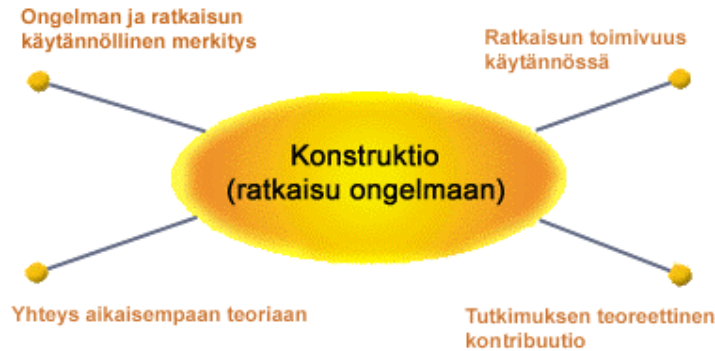 Ongelman ja ratkaisun
käytännöllinen merkitys
Ratkaisun toimivuus
käytännössä
Konstruktio
(ratkaisu ongelmaan)
Yhteys aikaisempaan teoriaan
Tutkimuksen teoreettinen
kontribuutio